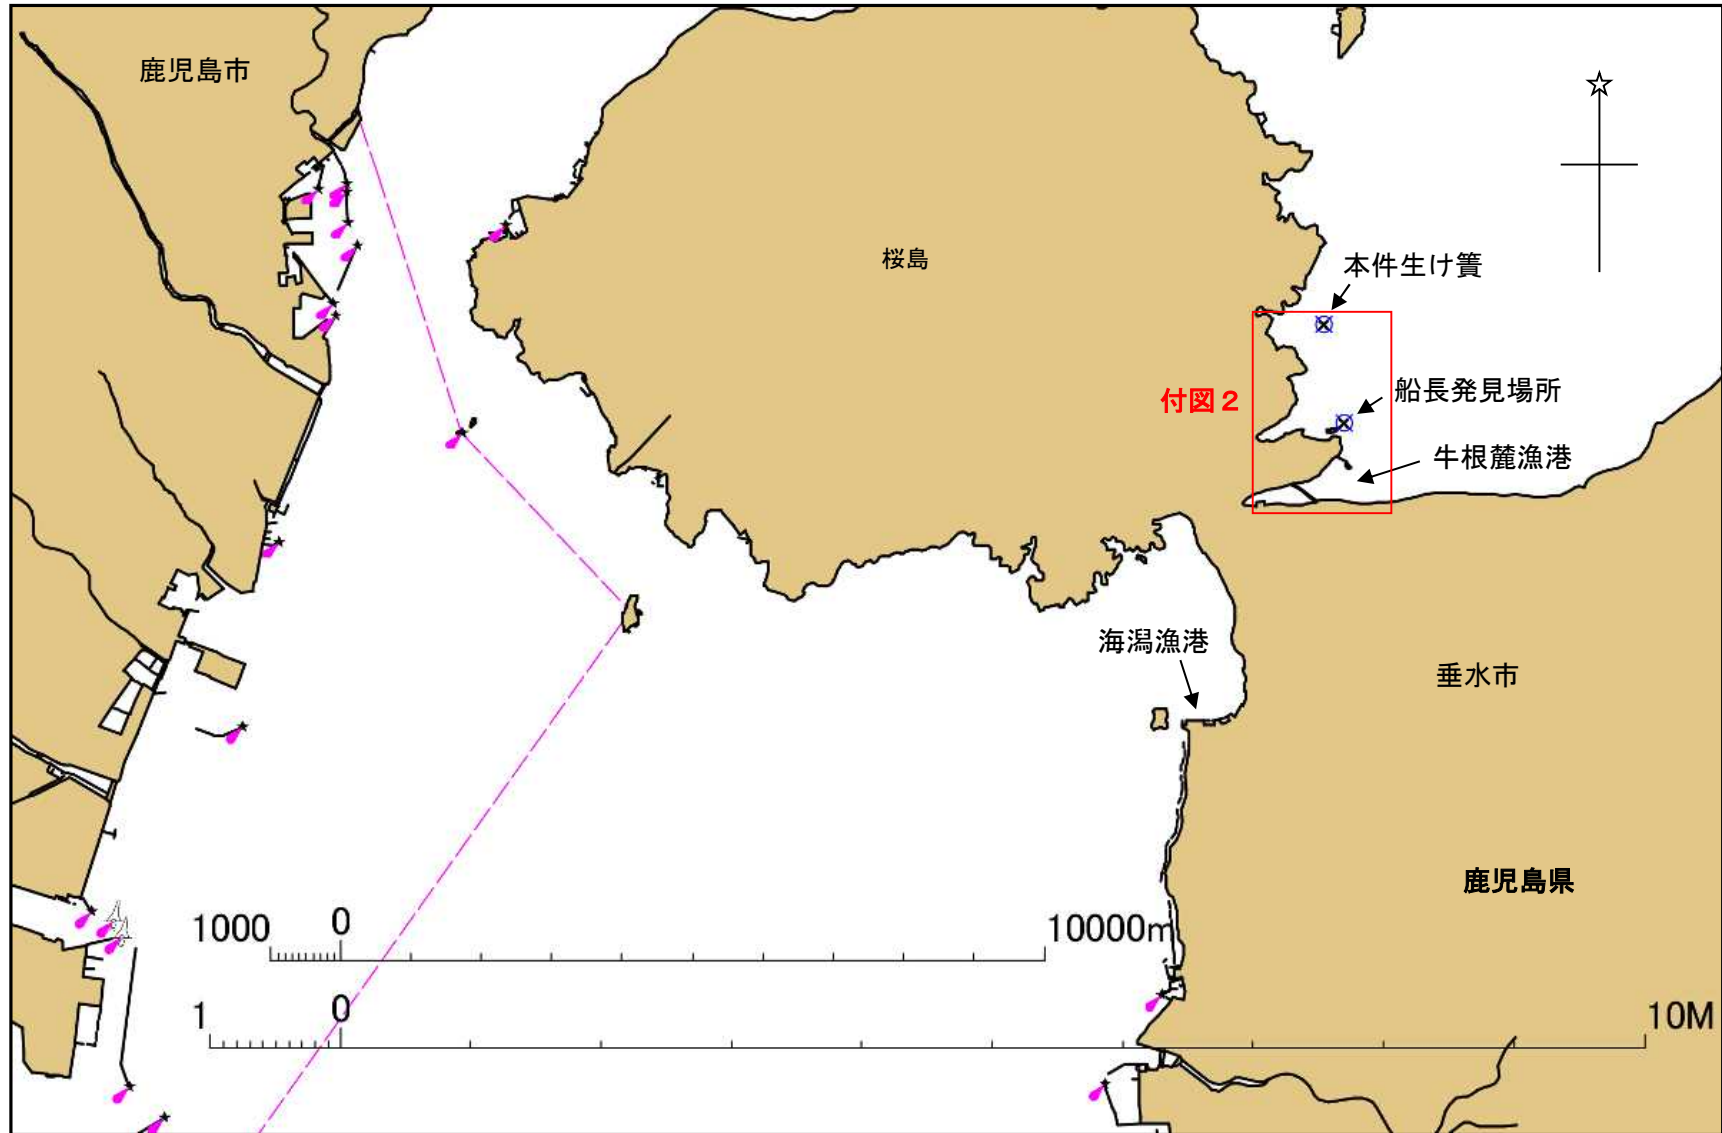 鹿児島市
桜島
本件生け簀
付図２
船長発見場所
牛根麓漁港
海潟漁港
垂水市
鹿児島県
1000 0 10000m
1 0 10M